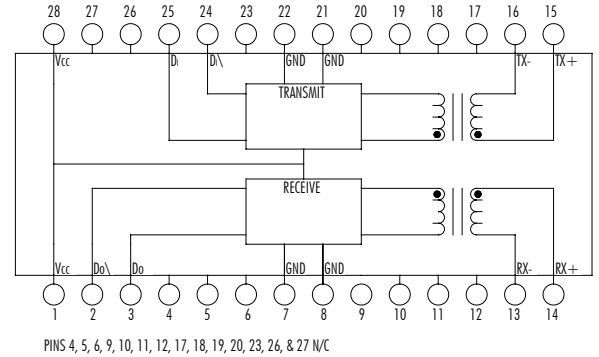 28 27 26 25 24 23 22 21 20 19 18 17 16 15
Vcc Di Di\ GND GND TX- TX+
TRANSMIT
RECEIVE
Vcc Do\ Do GND GND RX- RX+
1 2 3 4 5 6 7 8 9 10 11 12 13 14
PINS 4, 5, 6, 9, 10, 11, 12, 17, 18, 19, 20, 23, 26, & 27 N/C